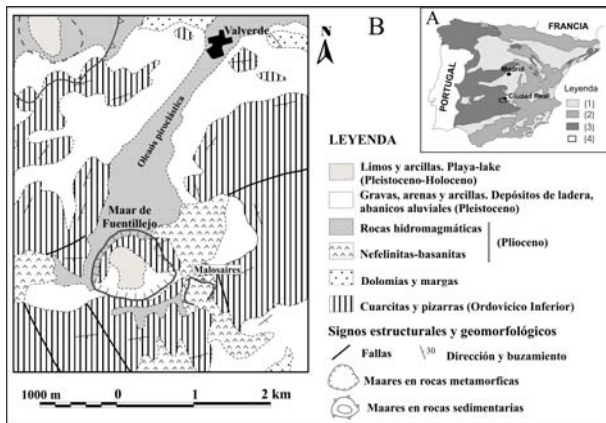 Valverde
N
B
A
FRANCIA
PORTUGAL
Madrid
Ciudad Real
Leyenda
(1)
(2)
(3)
(4)
Oleada piroclástica
Maar de
Fuentillejo
Malosaires
1000 m 0 1 2 km
LEYENDA
Limos y arcillas. Playa-lake
(Pleistoceno-Holoceno)
Gravas, arenas y arcillas. Depósitos de ladera,
abanicos aluviales (Pleistoceno)
Rocas hidromagmáticas
(Plioceno)
Nefelinitas-basanitas
Dolomias y margas
Cuarcitas y pizarras (Ordovicico Inferior)
Signos estructurales y geomorfológicos
Fallas 30 Dirección y buzamiento
Maares en rocas metamorficas
Maares en rocas sedimentarias